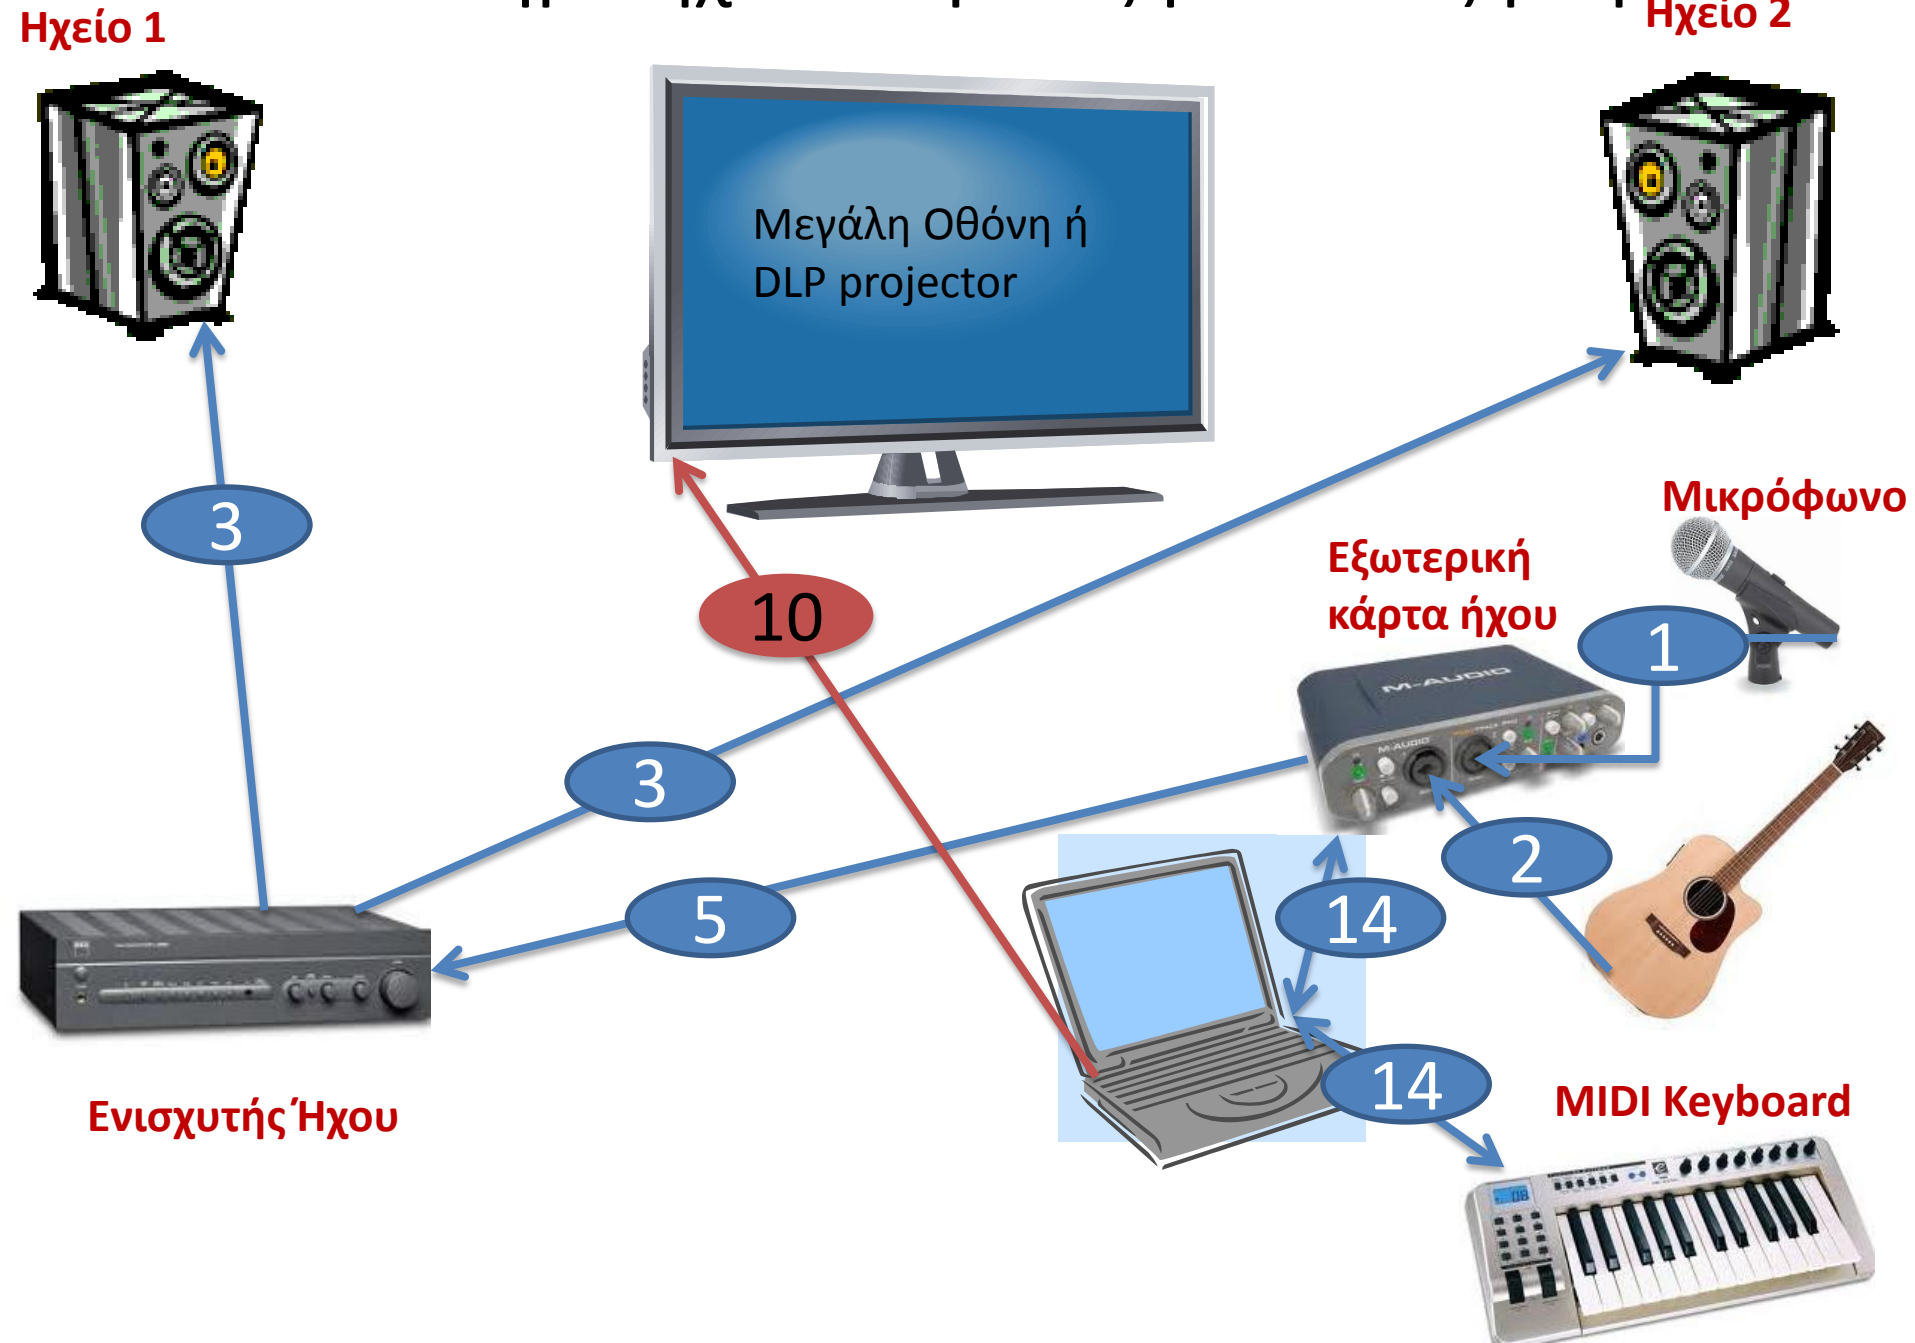 Ηχείο 1
Ηχείο 2
Μεγάλη Οθόνη ή
DLP projector
3
Μικρόφωνο
Εξωτερική
κάρτα ήχου
10
1
M-AUDIO
M-AUDIO
3
2
5
14
14
Ενισχυτής Ήχου
MIDI Keyboard